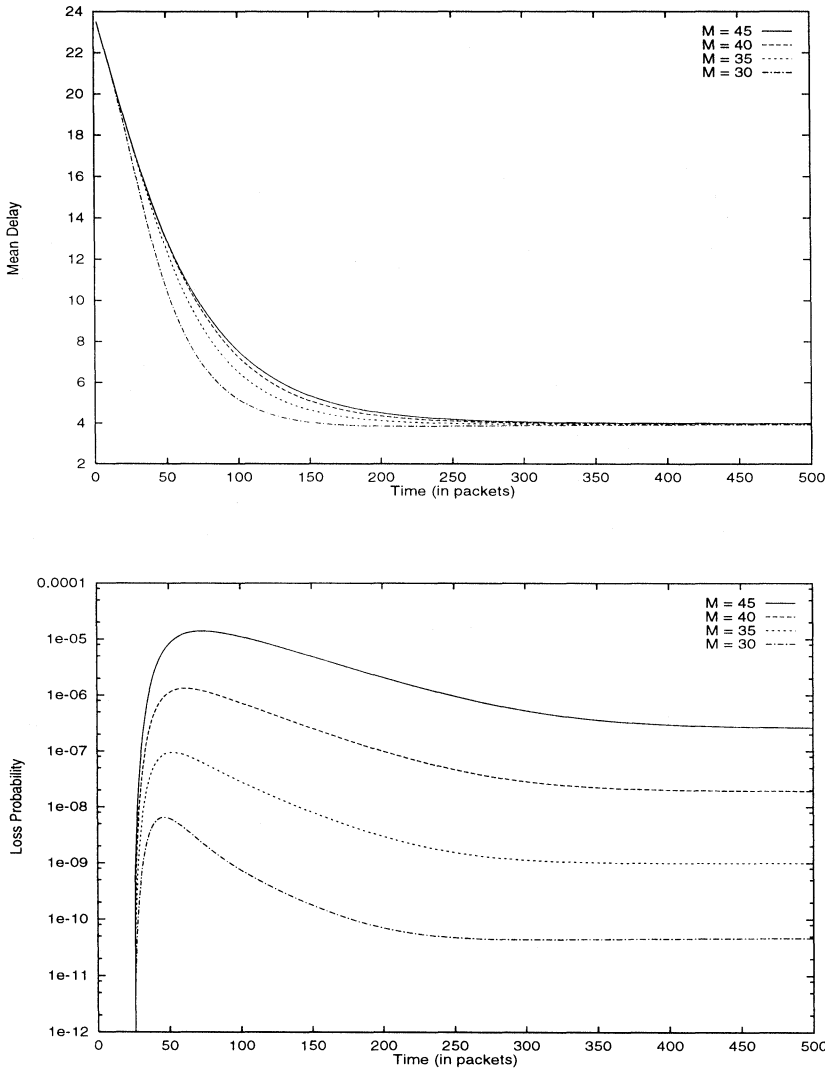 24
22
20
18
16
14
12
10
8
6
4
2
Mean Delay
M = 45
M = 40
M = 35
M = 30
0 50 100 150 200 250 300 350 400 450 500
Time (in packets)
0.0001
1e-05
1e-06
1e-07
1e-08
1e-09
1e-10
1e-11
1e-12
Loss Probability
M = 45
M = 40
M = 35
M = 30
0 50 100 150 200 250 300 350 400 450 500
Time (in packets)